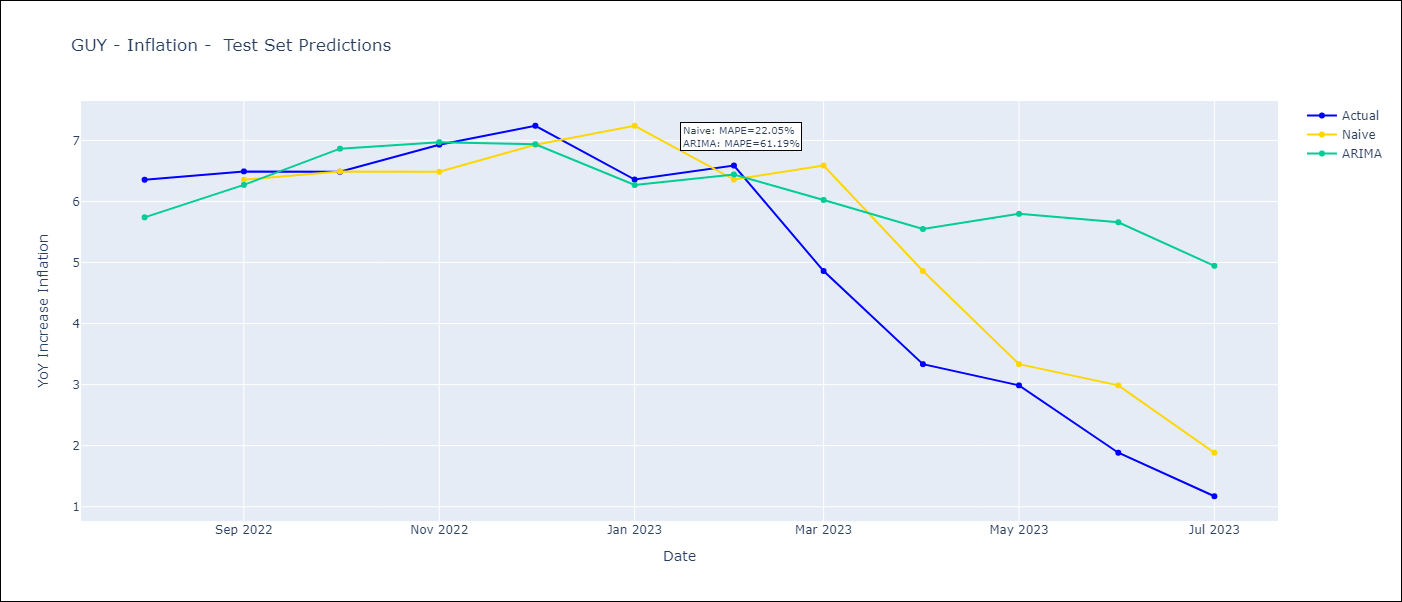 GUY - Inflation -  Test Set Predictions
Actual
Naive
ARIMA
Naive: MAPE=22.05%
ARIMA: MAPE=61.19%
YoY Increase Inflation
7
6
5
4
3
2
1
Sep 2022
Nov 2022
Jan 2023
Mar 2023
May 2023
Jul 2023
Date